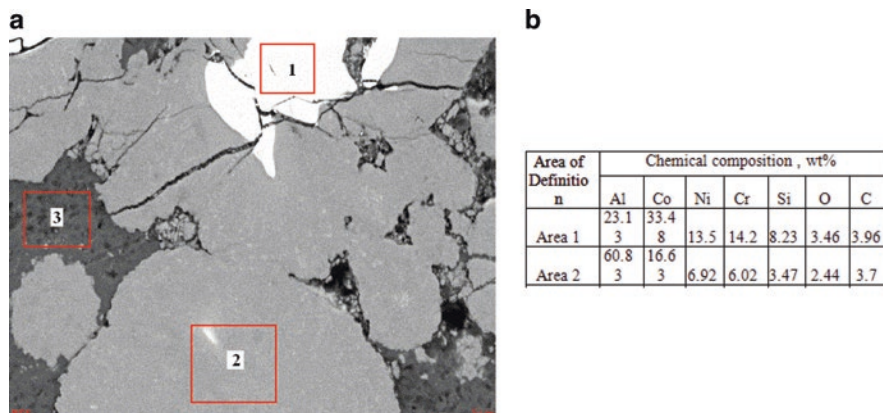 a
b
1
3
2
Area of Definitio n Chemical composition , wt%
Al Co Ni Cr Si O C
Area 1 23.1 3 33.4 8 13.5 14.2 8.23 3.46 3.96
Area 2 60.8 3 16.6 3 6.92 6.02 3.47 2.44 3.7